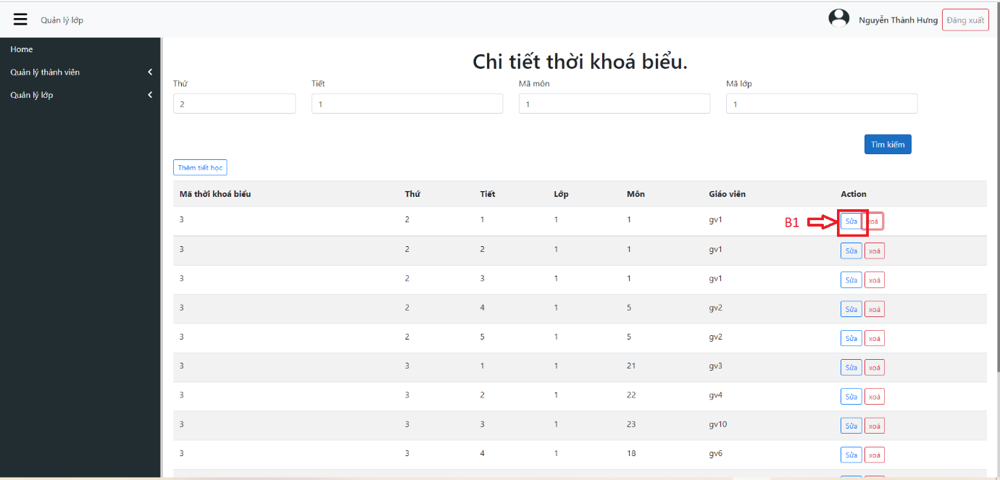 Quản lý lớp
Nguyễn Thành Hưng Đăng xuất
Home
Quản lý thành viên
Quản lý lớp
Chi tiết thời khoá biểu.
Thứ Tiết Mã môn Mã lớp
2 1 1 1
Tìm kiếm
Thêm tiết học
Mã thời khoá biểu Thứ Tiết Lớp Môn Giáo viên Action
3 2 1 1 1 gv1 B1 Sửa xoá
3 2 2 1 1 gv1 Sửa xoá
3 2 3 1 1 gv1 Sửa xoá
3 2 4 1 5 gv2 Sửa xoá
3 2 5 1 5 gv2 Sửa xoá
3 3 1 1 21 gv3 Sửa xoá
3 3 2 1 22 gv4 Sửa xoá
3 3 3 1 23 gv10 Sửa xoá
3 3 4 1 18 gv6 Sửa xoá